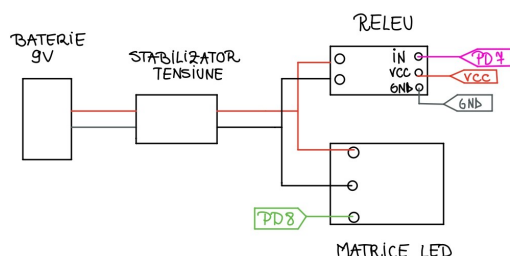 RELEU
BATERIE
9V
STABILIZATOR
TENSIUNE
IN
PD7
VCC
VCC
GND
GND
PD8
MATRICE LED